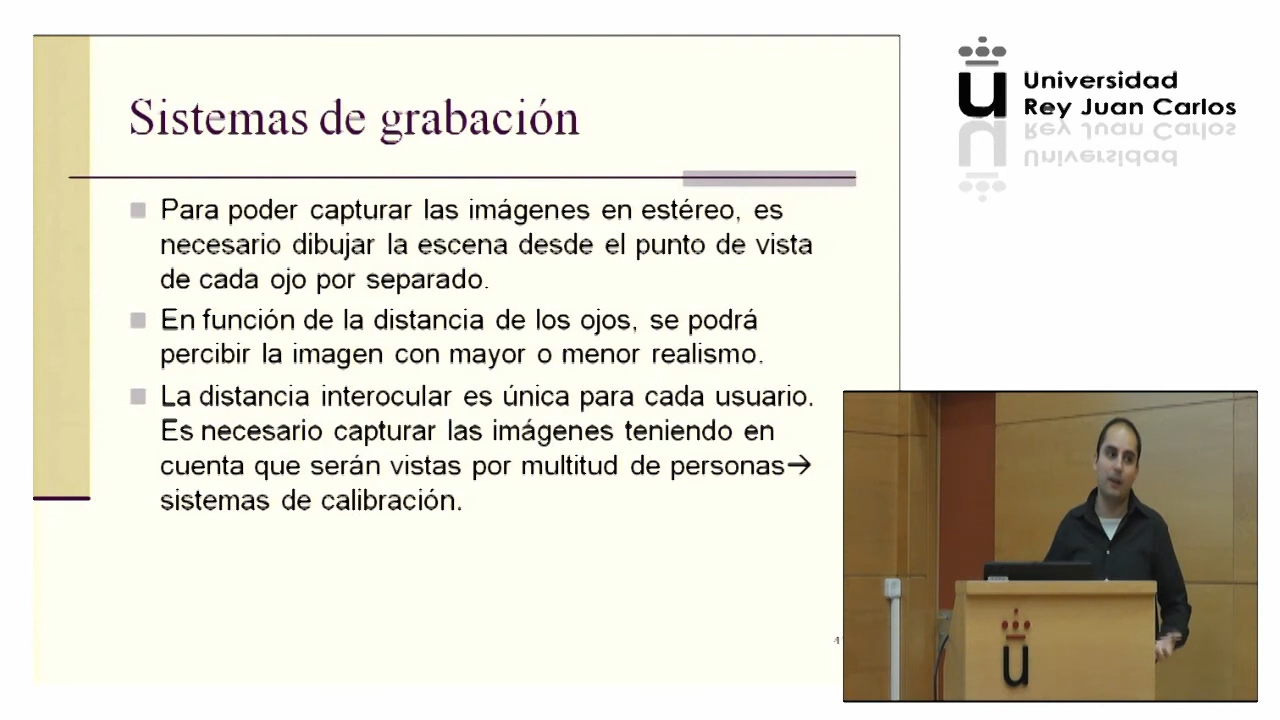 Sistemas de grabación
Para poder capturar las imágenes en estéreo, es
necesario dibujar la escena desde el punto de vista
de cada ojo por separado.
En función de la distancia de los ojos, se podrá
percibir la imagen con mayor o menor realismo.
La distancia interocular es única para cada usuario.
Es necesario capturar las imágenes teniendo en
cuenta que serán vistas por multitud de personas→
sistemas de calibración.
Universidad
Rey Juan Carlos
u